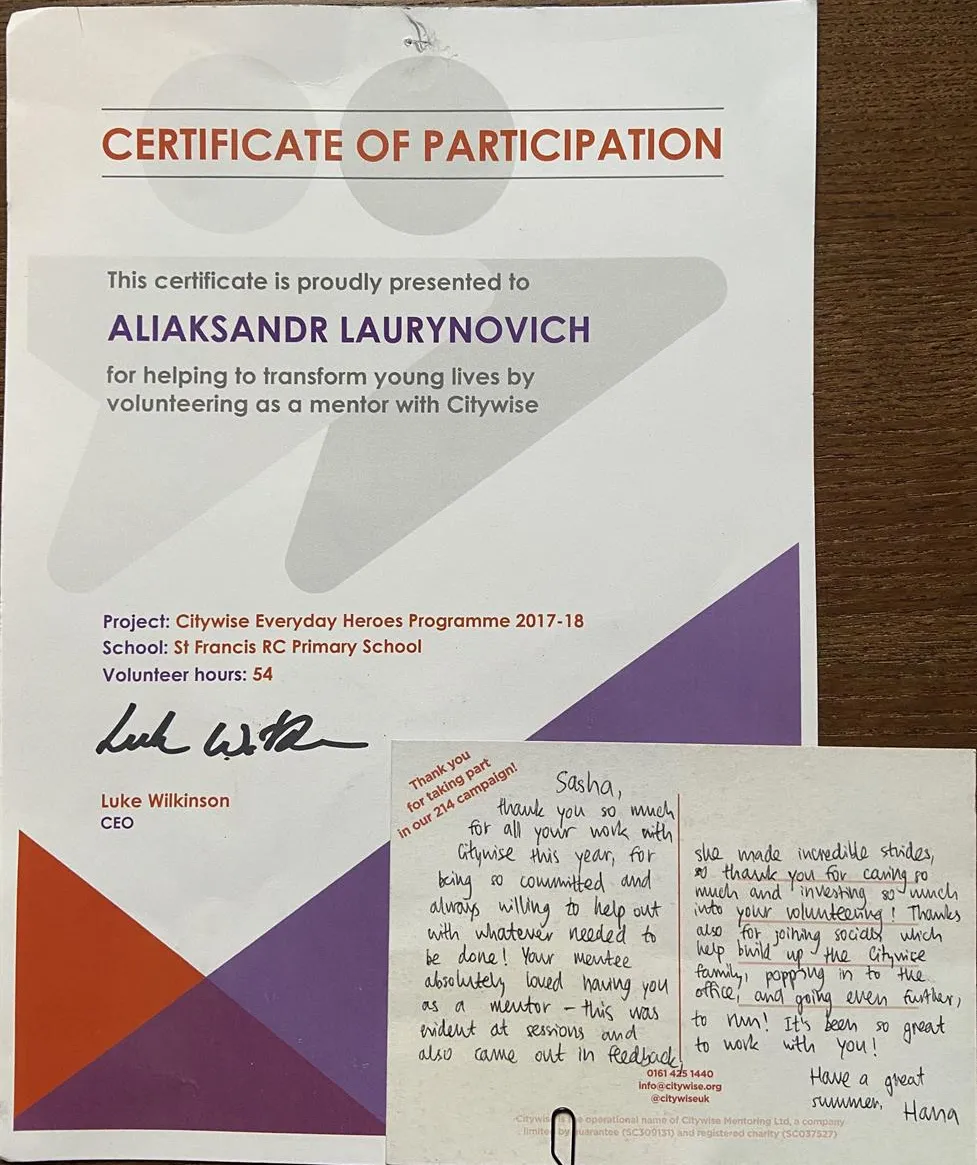 CERTIFICATE OF PARTICIPATION
This certificate is proudly presented to
ALIAKSANDR LAURYNOVICH
for helping to transform young lives by
volunteering as a mentor with Citywise
Project: Citywise Everyday Heroes Programme 2017-18
School: St Francis RC Primary School
Volunteer hours: 54
Luke Wilkinson
CEO
Thank you
for taking part
in our 214 campaign!
Sasha,
thank you so much
for all your work with
Citywise this year, for
being so committed and
always willing to help out
with whatever needed to
be done! Your mentee
absolutely loved having you
as a mentor – this was
evident at sessions and
also came out in feedback,
she made incredible strides,
so thank you for caring so
much and investing so much
into your volunteering! Thanks
also for joining socials which
help build up the Citywise
family, popping in to the
office, and going even further,
to run! It's been so great
to work with you!
Have a great
summer, Hana
0161 425 1440
info@citywise.org
@citywiseuk
Citywise is the operational name of Citywise Mentoring Ltd, a company
limited by guarantee (SC309131) and registered charity (SC037527)